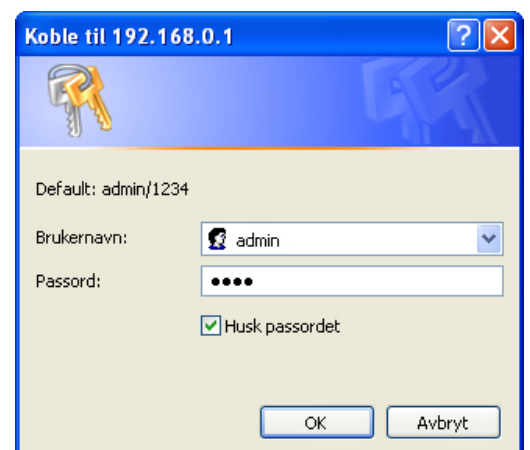 Koble til 192.168.0.1
Default: admin/1234
Brukernavn: admin
Passord: ●●●●
Husk passordet
OK Avbryt